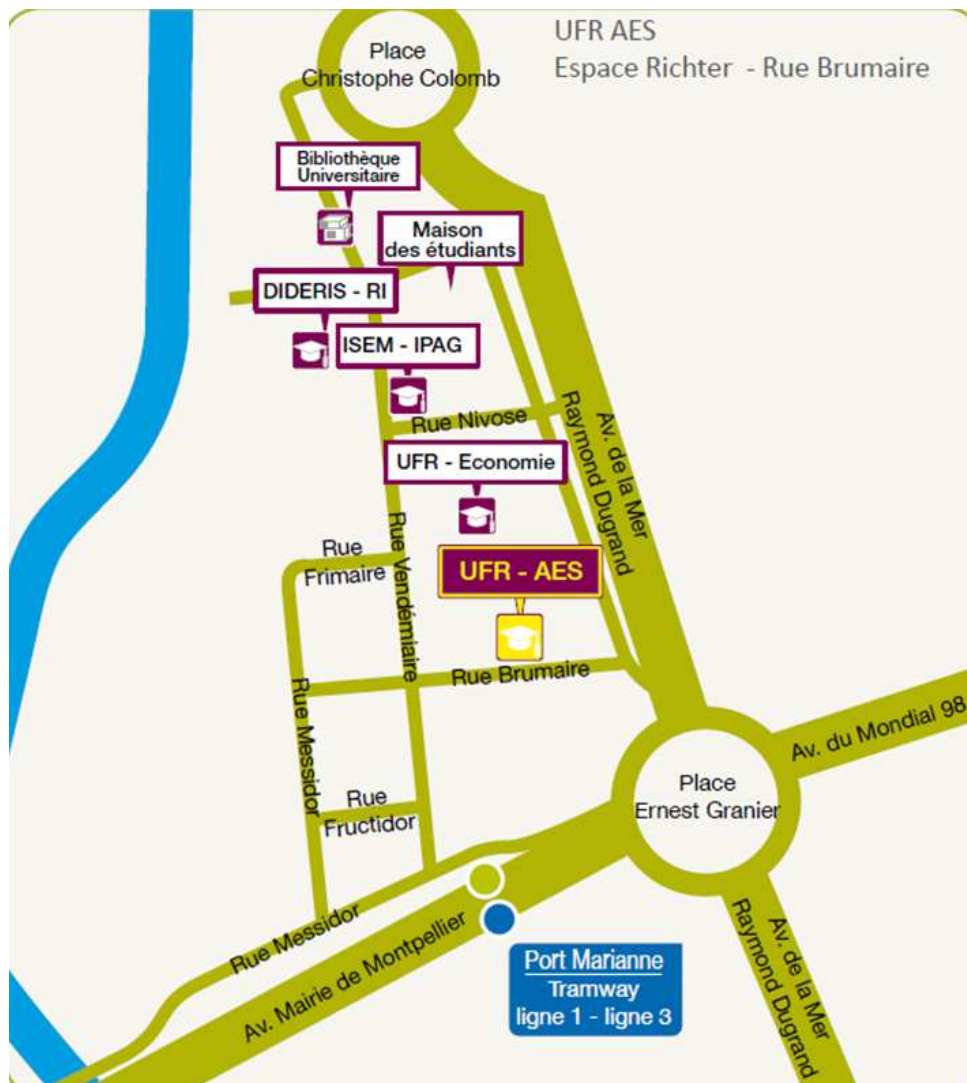 UFR AES
Espace Richter - Rue Brumaire
Place
Christophe Colomb
Bibliothèque
Universitaire
Maison
des étudiants
DIDERIS - RI
ISEM - IPAG
Rue Nivose
Av. de la Mer
Raymond Dugrand
UFR - Economie
Rue Vendémiaire
Rue
Frimaire
UFR - AES
Rue Brumaire
Rue Messidor
Av. du Mondial 98
Place
Ernest Granier
Rue
Fructidor
Rue Messidor
Av. Mairie de Montpellier
Port Marianne
Tramway
ligne 1 - ligne 3
Av. de la Mer
Raymond Dugrand